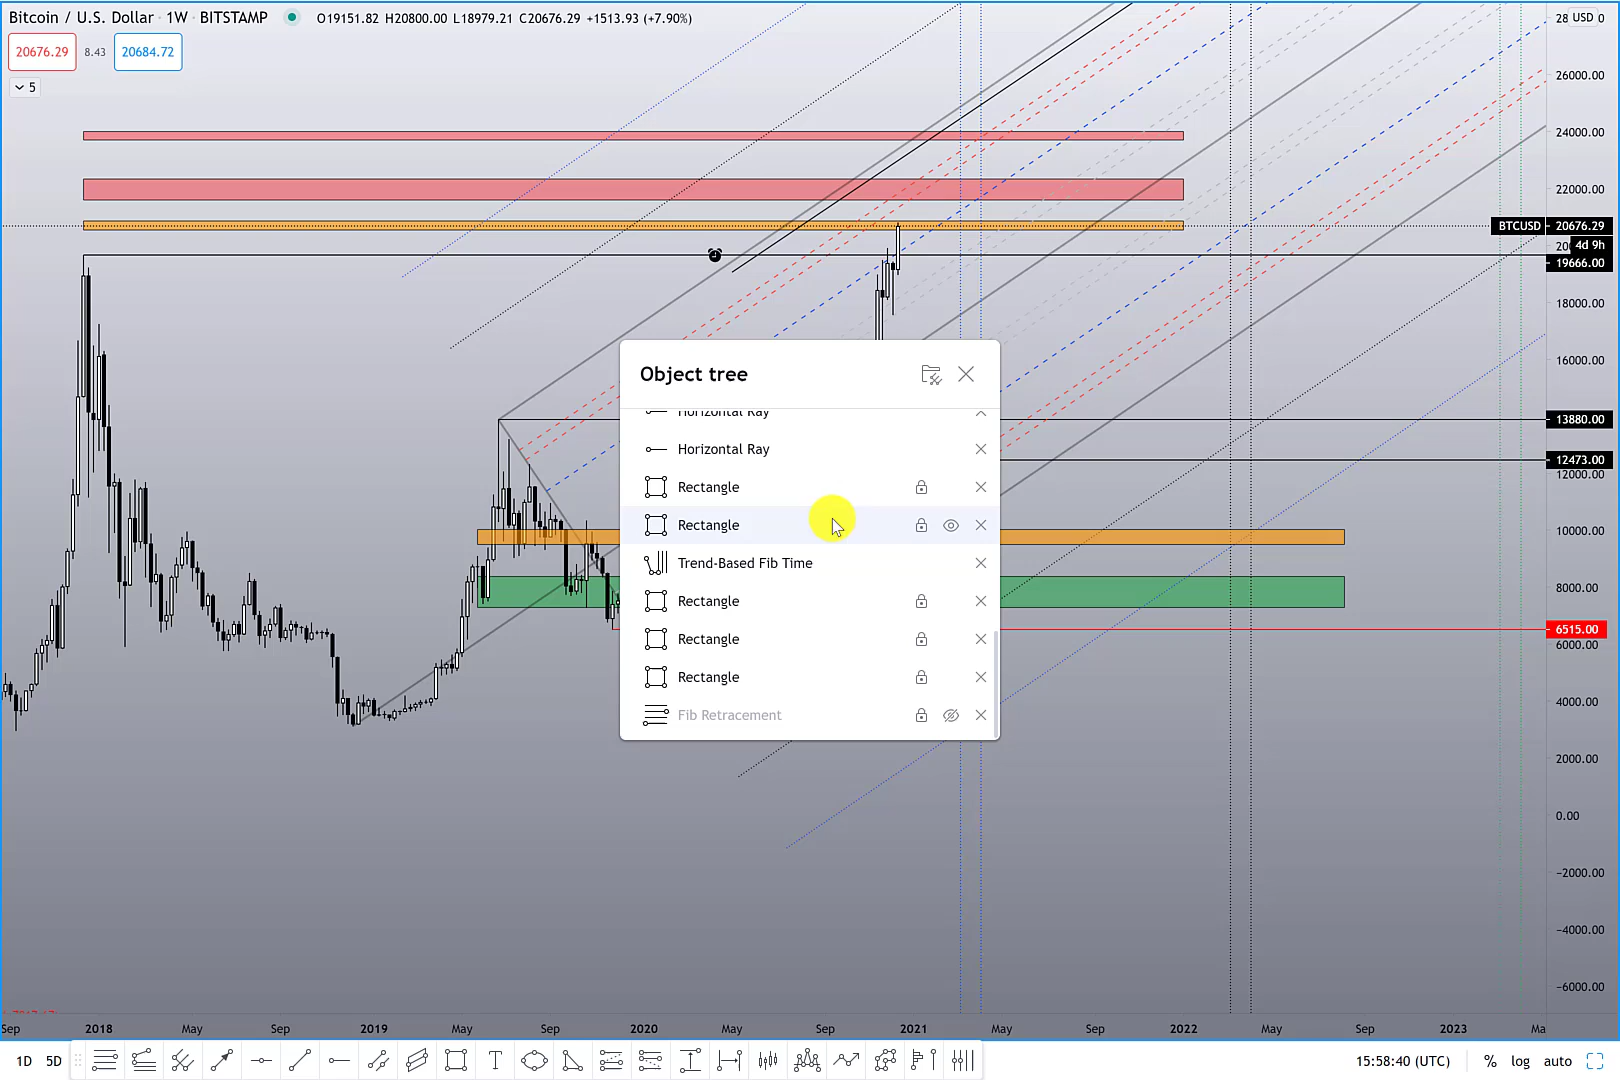 Bitcoin / U.S. Dollar · 1W · BITSTAMP O19151.82 H20800.00 L18979.21 C20676.29 +1513.93 (+7.90%)
20676.29 8.43 20684.72
5
USD
26000.00
24000.00
22000.00
BTCUSD 20676.29
4d 9h
19666.00
18000.00
16000.00
13880.00
12473.00
12000.00
10000.00
8000.00
6515.00
6000.00
4000.00
2000.00
0.00
−2000.00
−4000.00
−6000.00
Object tree
Horizontal Ray
Horizontal Ray
Rectangle
Rectangle
Trend-Based Fib Time
Rectangle
Rectangle
Rectangle
Fib Retracement
Sep 2018 May Sep 2019 May Sep 2020 May Sep 2021 May Sep 2022 May Sep 2023 Ma
1D 5D T 15:58:40 (UTC) % log auto